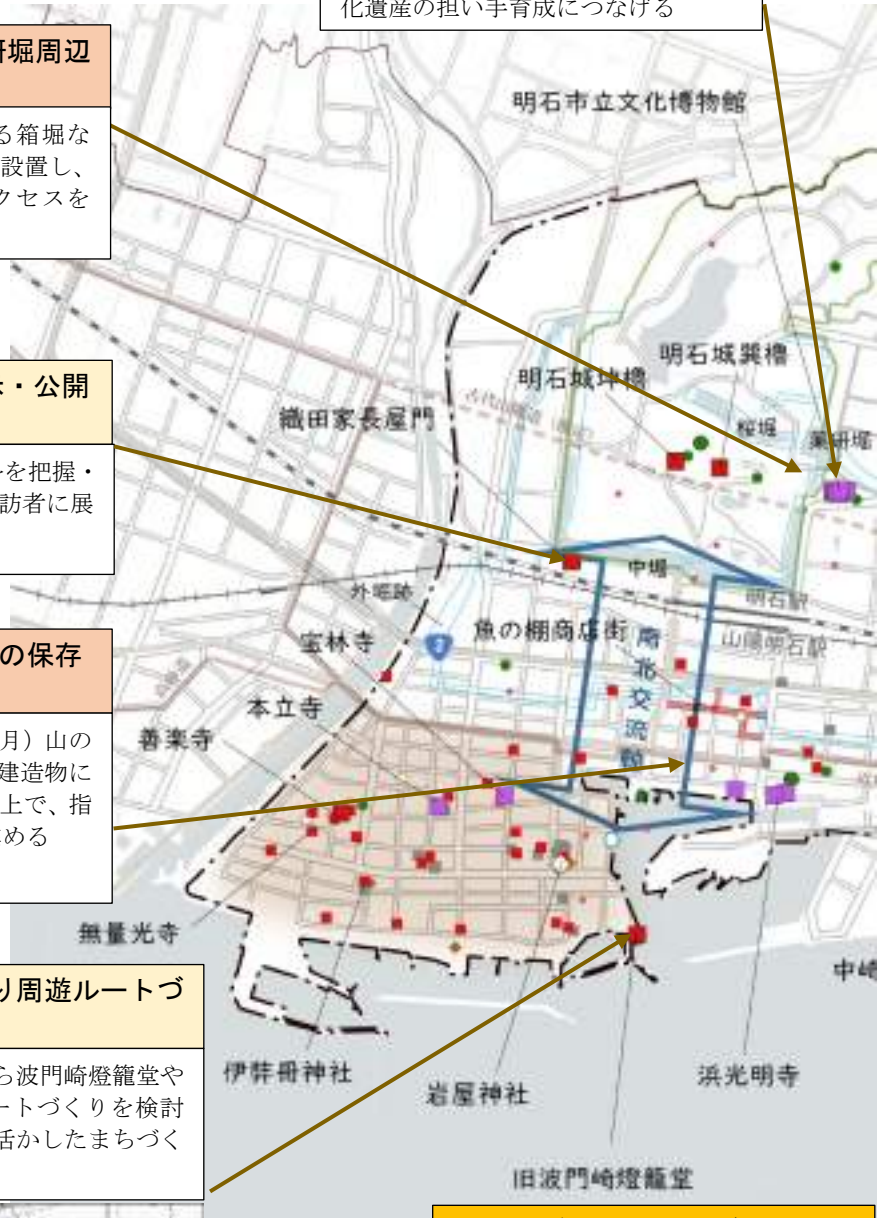 化遺産の担い手育成につなげる
研堀周辺
る箱堀な
設置し、
クセスを
・公開
を把握・
訪者に展
の保存
月）山の
建造物に
上で、指
める
り周遊ルートづ
ら波門崎燈籠堂や
ートづくりを検討
活かしたまちづく
明石市立文化博物館
明石城巽櫓
明石城坤櫓
織田家長屋門
桜堀
薬研堀
中堀
明石駅
外堀跡
魚の棚商店街
山陽明石駅
宝林寺
2
南北交流軸
本立寺
善楽寺
無量光寺
中崎
伊弉冊神社
岩屋神社
浜光明寺
旧波門崎燈籠堂